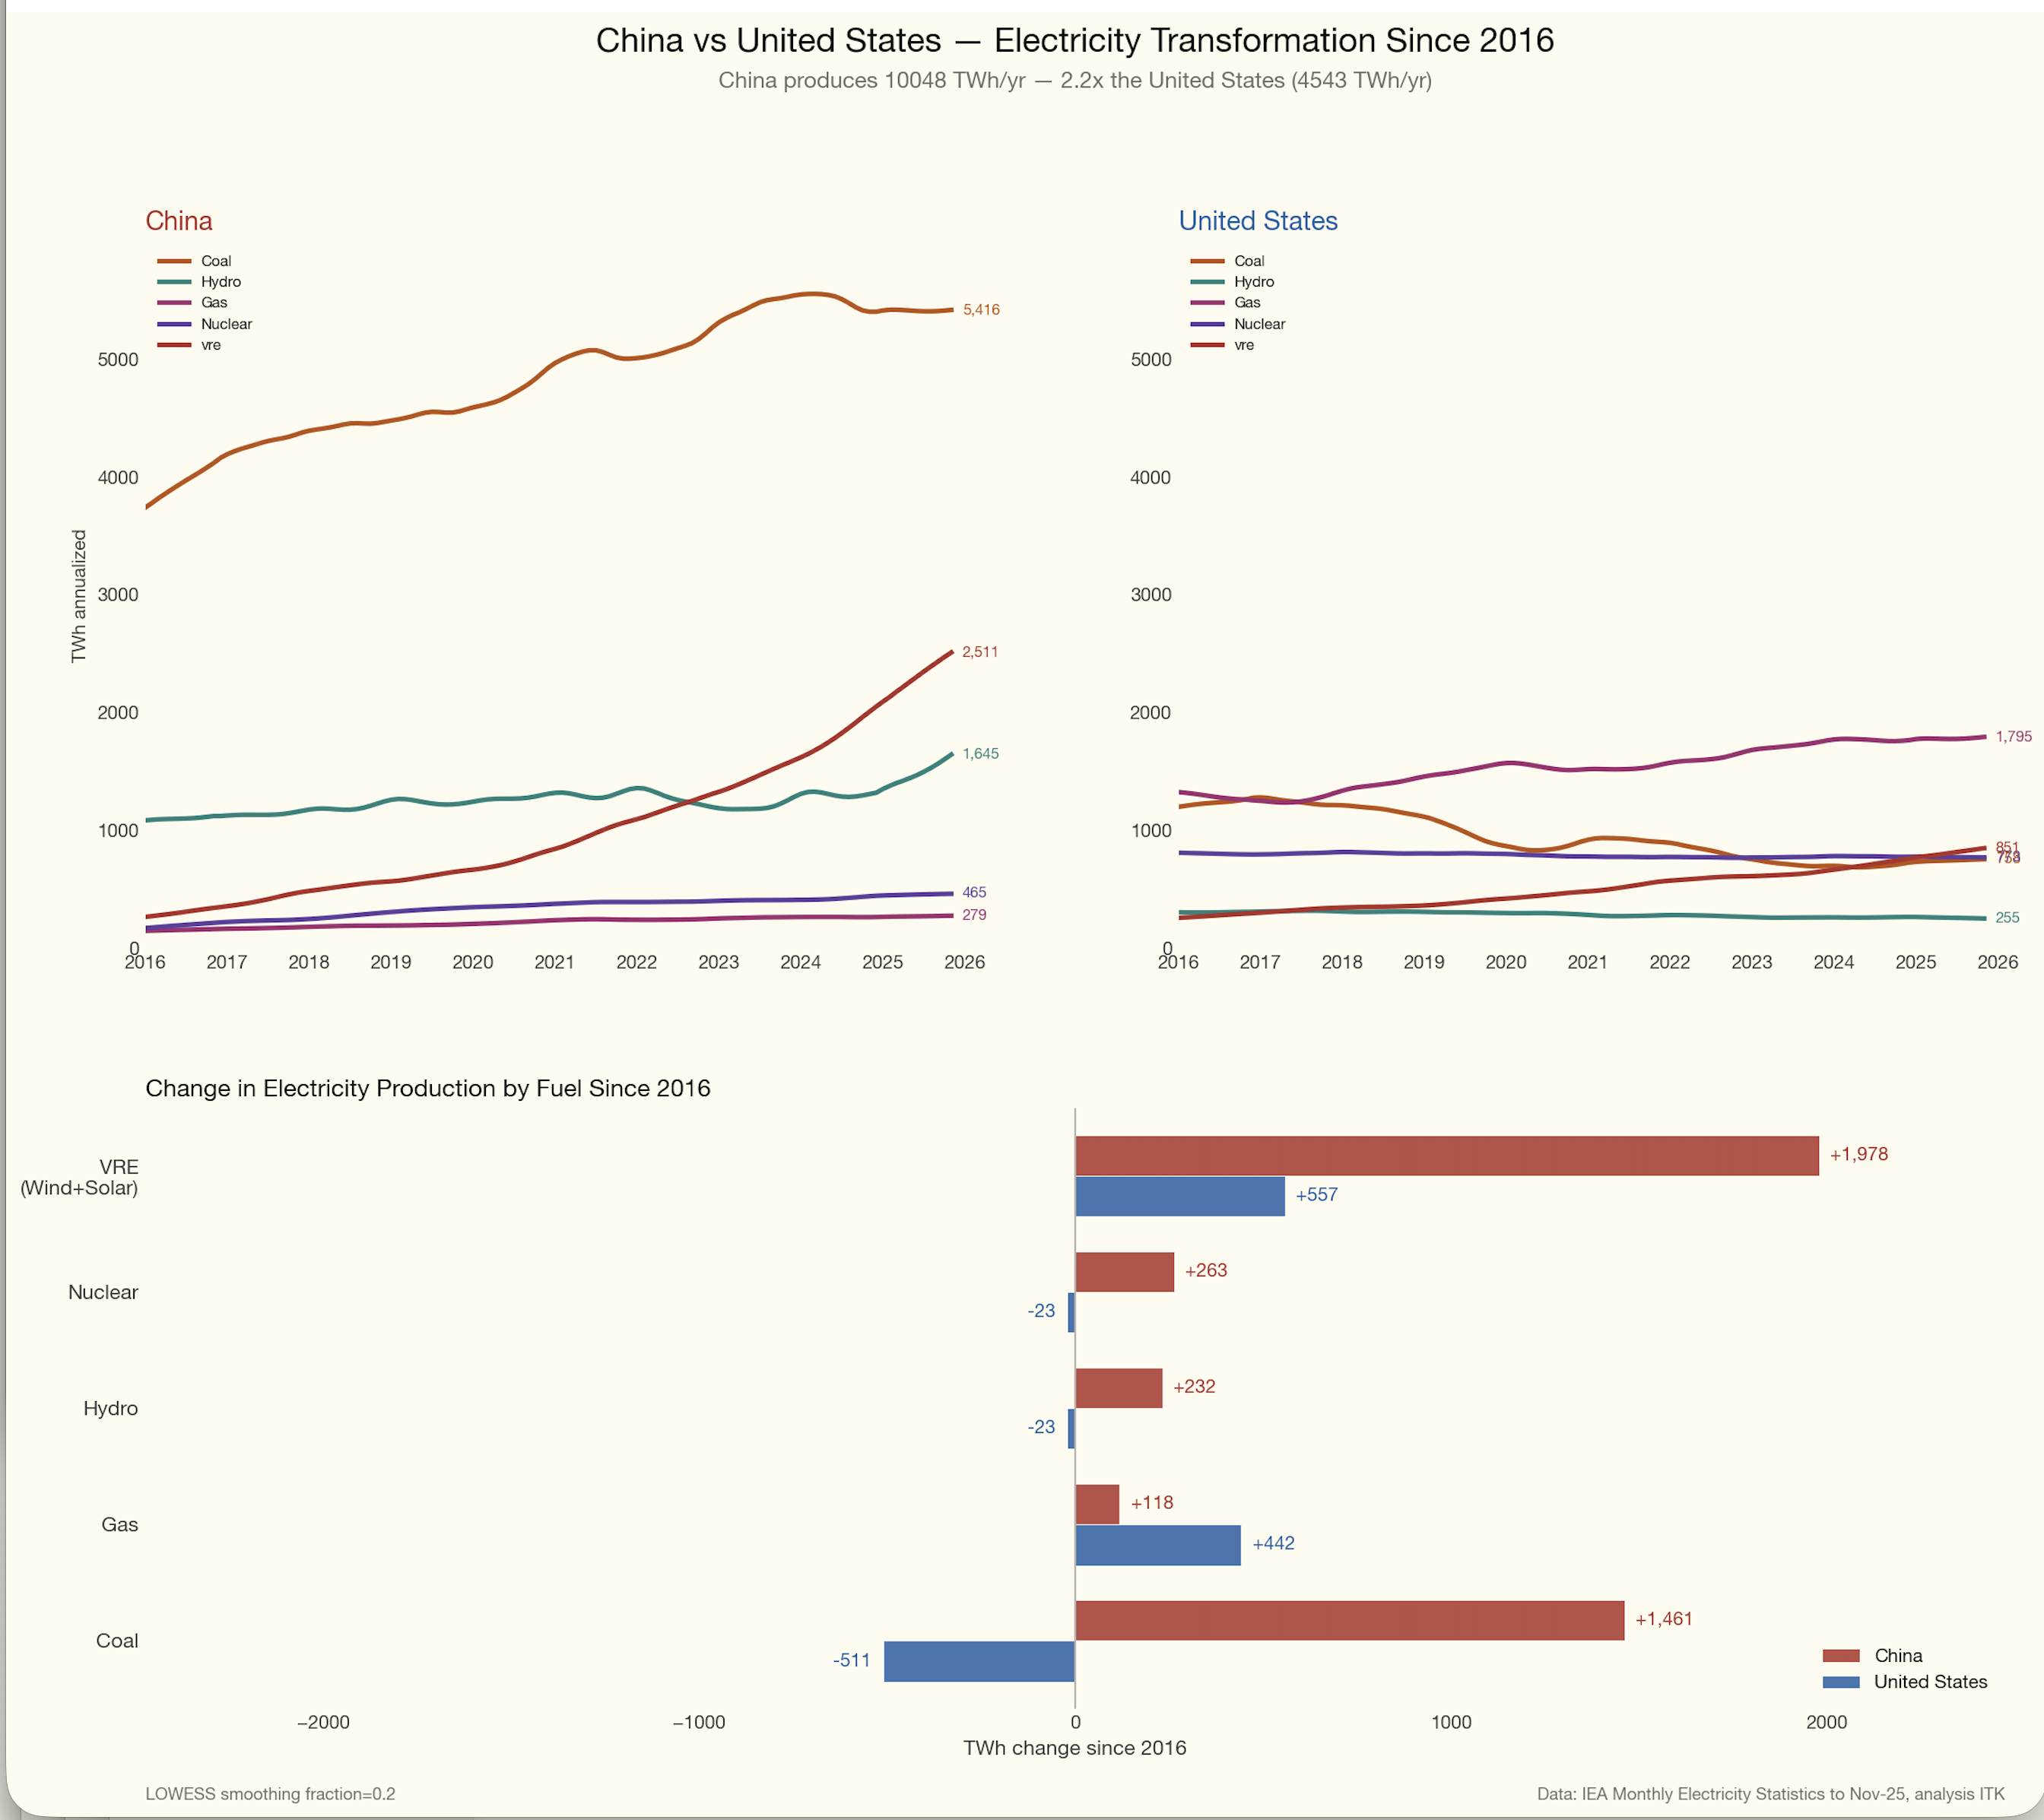 China vs United States — Electricity Transformation Since 2016
China produces 10048 TWh/yr — 2.2x the United States (4543 TWh/yr)
China
Coal
Hydro
Gas
Nuclear
vre
TWh annualized
5000
4000
3000
2000
1000
0
5,416
2,511
1,645
465
279
2016 2017 2018 2019 2020 2021 2022 2023 2024 2025 2026
United States
Coal
Hydro
Gas
Nuclear
vre
5000
4000
3000
2000
1000
0
1,795
851
255
2016 2017 2018 2019 2020 2021 2022 2023 2024 2025 2026
Change in Electricity Production by Fuel Since 2016
VRE
(Wind+Solar)
+1,978
+557
Nuclear
+263
-23
Hydro
+232
-23
Gas
+118
+442
Coal
+1,461
-511
China
United States
−2000 −1000 0 1000 2000
TWh change since 2016
LOWESS smoothing fraction=0.2
Data: IEA Monthly Electricity Statistics to Nov-25, analysis ITK